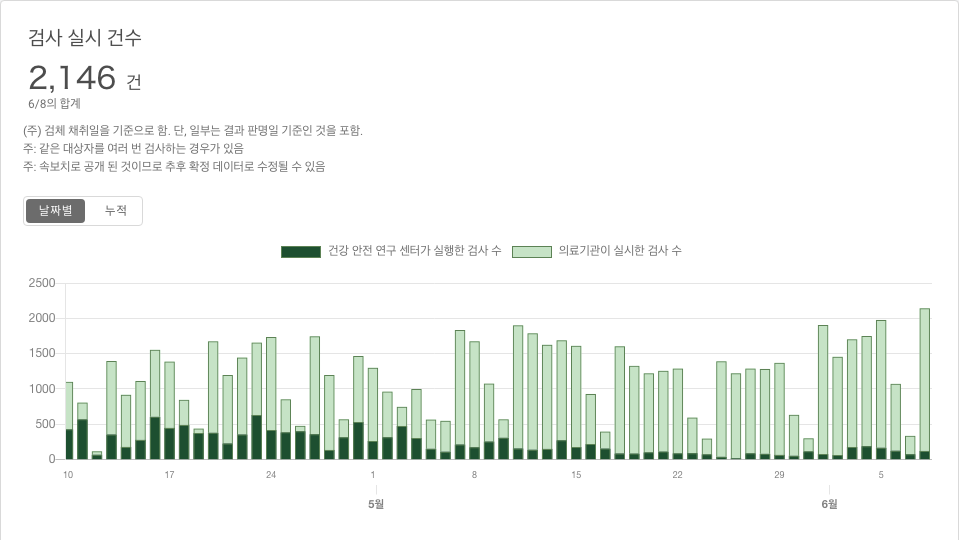 검사 실시 건수
2,146 건
6/8의 합계
(주) 검체 채취일을 기준으로 함. 단, 일부는 결과 판명일 기준인 것을 포함.
주: 같은 대상자를 여러 번 검사하는 경우가 있음
주: 속보치로 공개 된 것이므로 추후 확정 데이터로 수정될 수 있음
날짜별 누적
건강 안전 연구 센터가 실행한 검사 수 의료기관이 실시한 검사 수
2500
2000
1500
1000
500
0
10 17 24 1 8 15 22 29 5
5월 6월